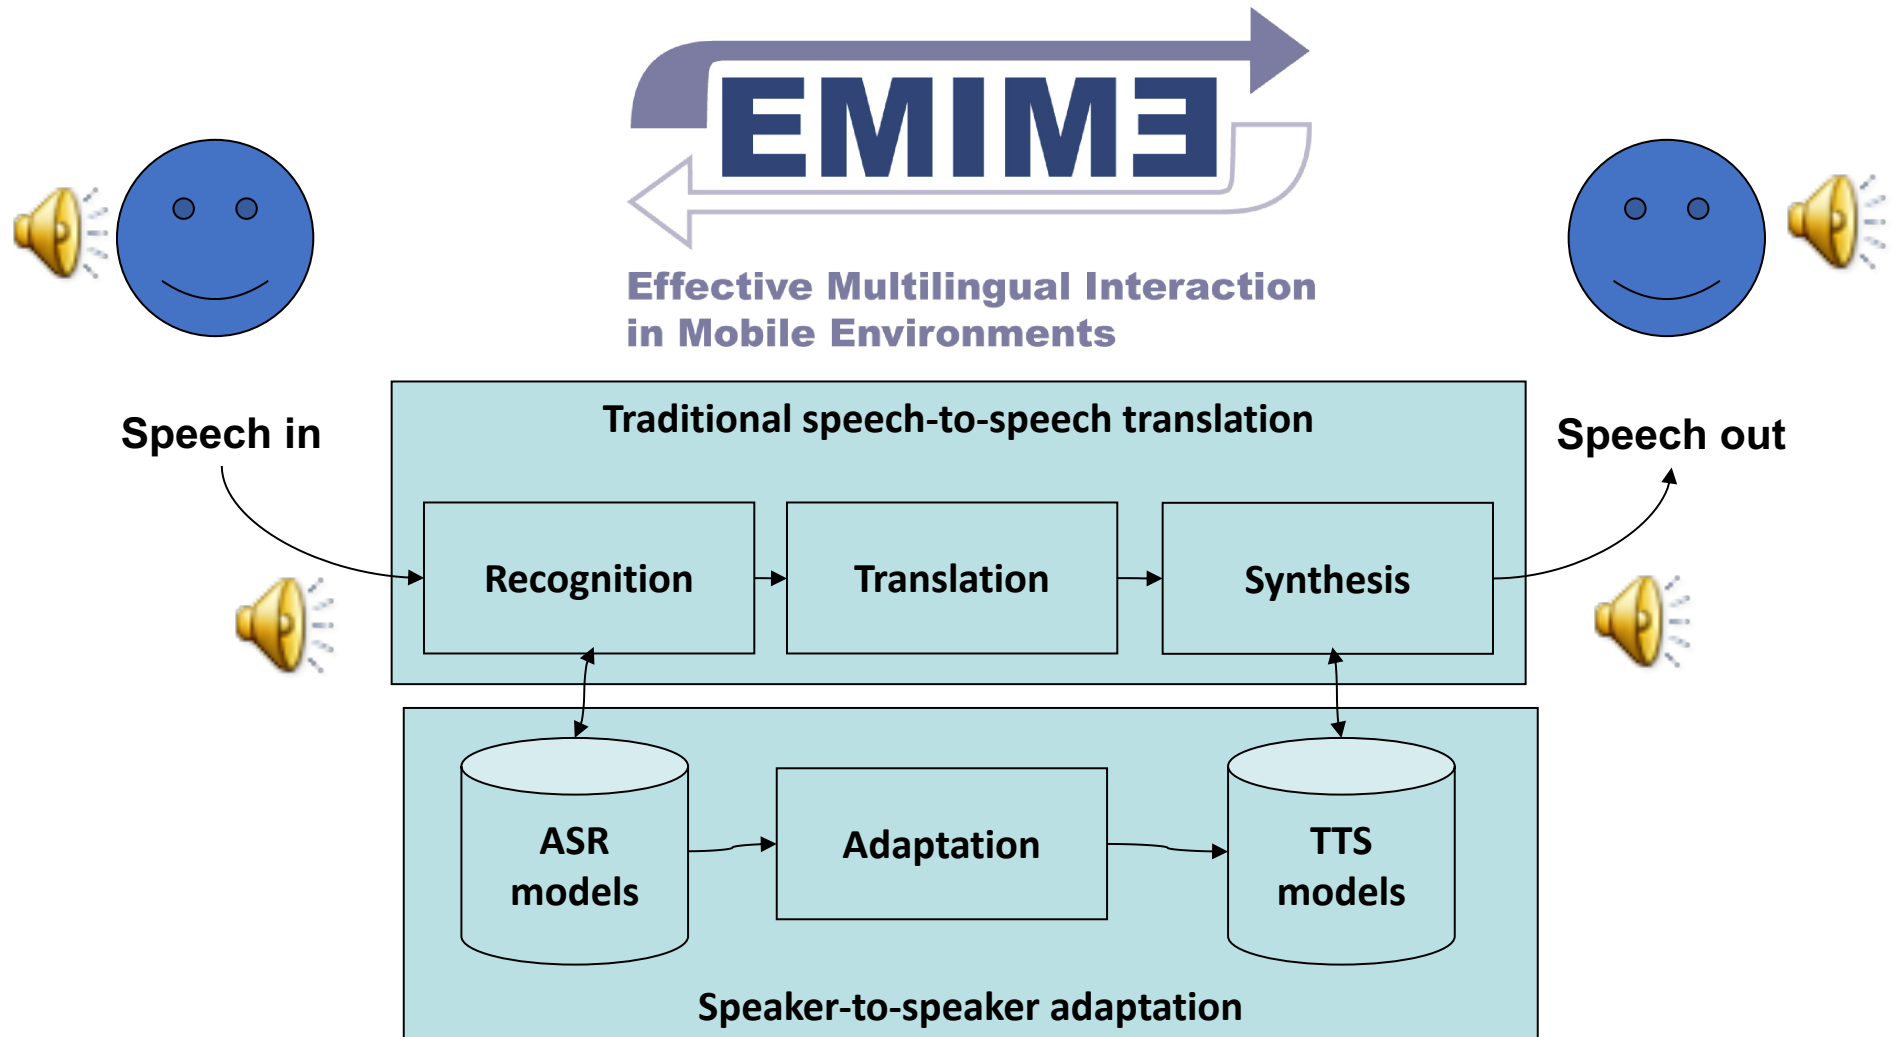 EMIME
Effective Multilingual Interaction
in Mobile Environments
Speech in
Traditional speech-to-speech translation
Speech out
Recognition
Translation
Synthesis
ASR
models
Adaptation
TTS
models
Speaker-to-speaker adaptation